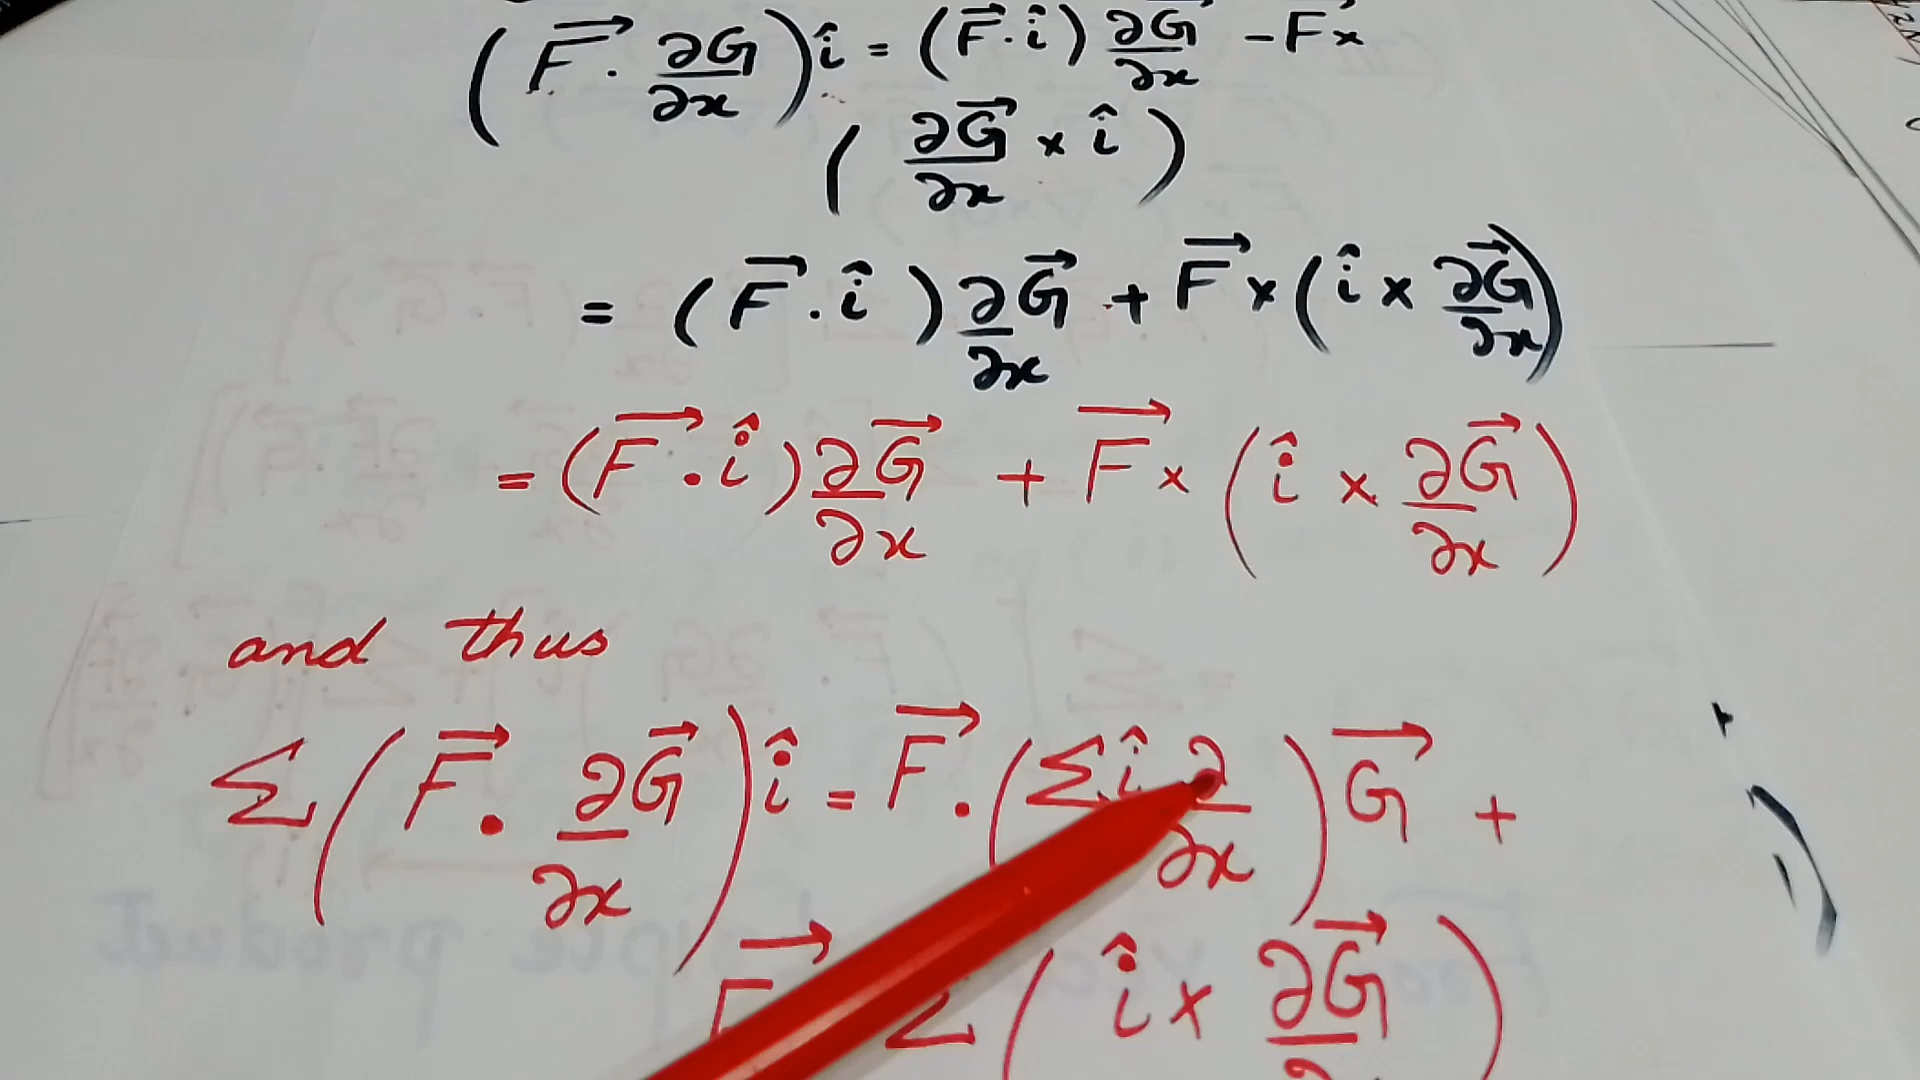 (F⃗ · ∂G/∂x) î = (F⃗ · î) ∂G⃗/∂x − F⃗ ×
( ∂G⃗/∂x × î )
= (F⃗ . î) ∂G⃗/∂x + F⃗ × (î × ∂G⃗/∂x)
= (F⃗ . î) ∂G⃗/∂x + F⃗ × (î × ∂G⃗/∂x)
and thus
Σ (F⃗ . ∂G⃗/∂x) î = F⃗ . (Σ î ∂/∂x) G⃗ +
F⃗ Σ (î × ∂G⃗/∂